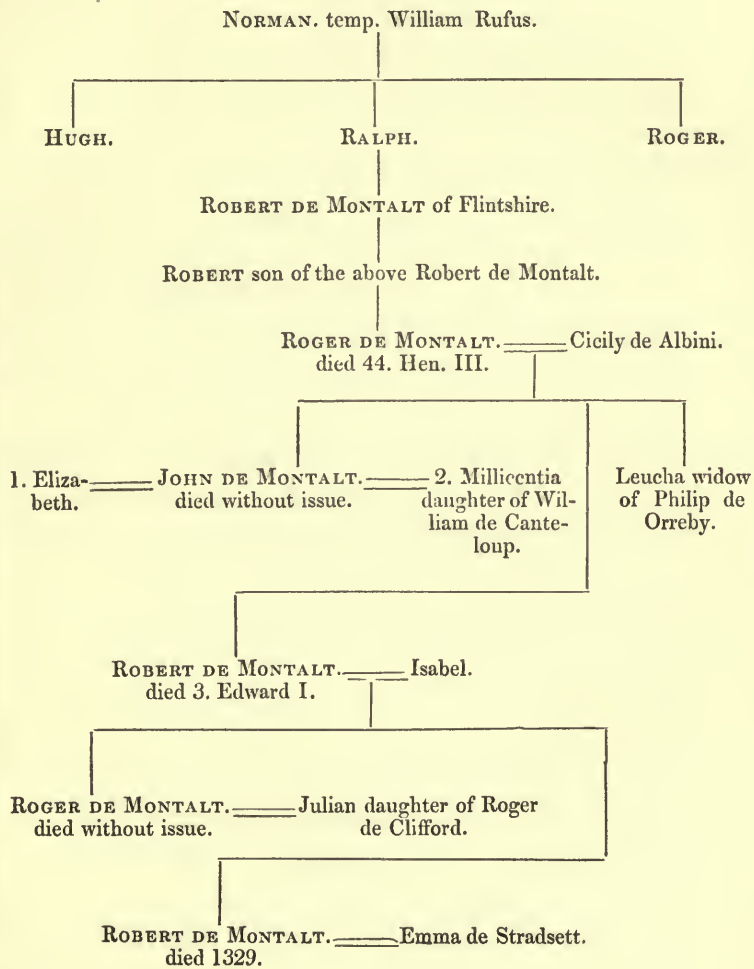 NORMAN. temp. William Rufus.
HUGH.
RALPH.
ROGER.
ROBERT DE MONTALT of Flintshire.
ROBERT son of the above Robert de Montalt.
ROGER DE MONTALT.
died 44. Hen. III.
Cicily de Albini.
1. Eliza-
beth.
JOHN DE MONTALT.
died without issue.
2. Millicentia
daughter of Wil-
liam de Cante-
loup.
Leucha widow
of Philip de
Orreby.
ROBERT DE MONTALT.
died 3. Edward I.
Isabel.
ROGER DE MONTALT.
died without issue.
Julian daughter of Roger
de Clifford.
ROBERT DE MONTALT.
died 1329.
Emma de Stradsett.